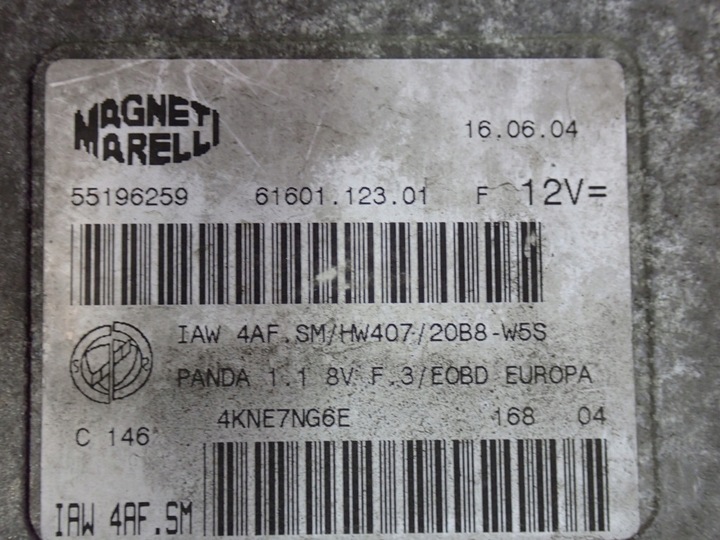 MAGNETI
MARELLI
16.06.04
55196259 61601.123.01 F 12V=
IAW 4AF.SM/HW407/20B8-W5S
PANDA 1.1 8V F.3/EOBD EUROPA
S R
C 146
4KNE7NG6E 168 04
IAW 4AF.SM